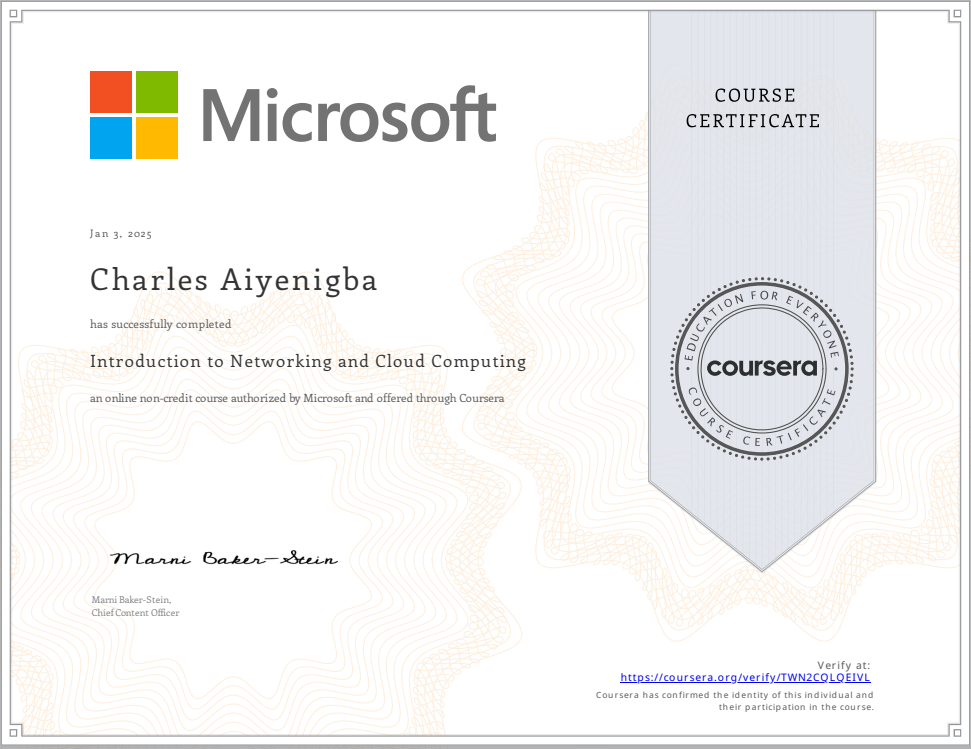 Microsoft
COURSE
CERTIFICATE
Jan 3, 2025
Charles Aiyenigba
has successfully completed
Introduction to Networking and Cloud Computing
an online non-credit course authorized by Microsoft and offered through Coursera
EDUCATION FOR EVERYONE
coursera
COURSE CERTIFICATE
Marni Baker-Stein
Marni Baker-Stein,
Chief Content Officer
Verify at:
https://coursera.org/verify/TWN2CQLQEIVL
Coursera has confirmed the identity of this individual and
their participation in the course.